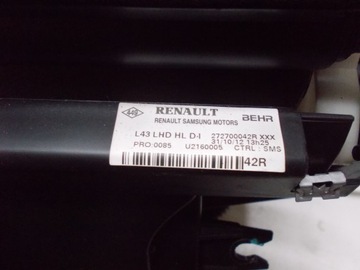 RENAULT
RENAULT SAMSUNG MOTORS
BEHR
L43 LHD HL D-I 272700042R XXX
31/10/12 13h25
PRO:0085 U2160005 CTRL: SMS
42R